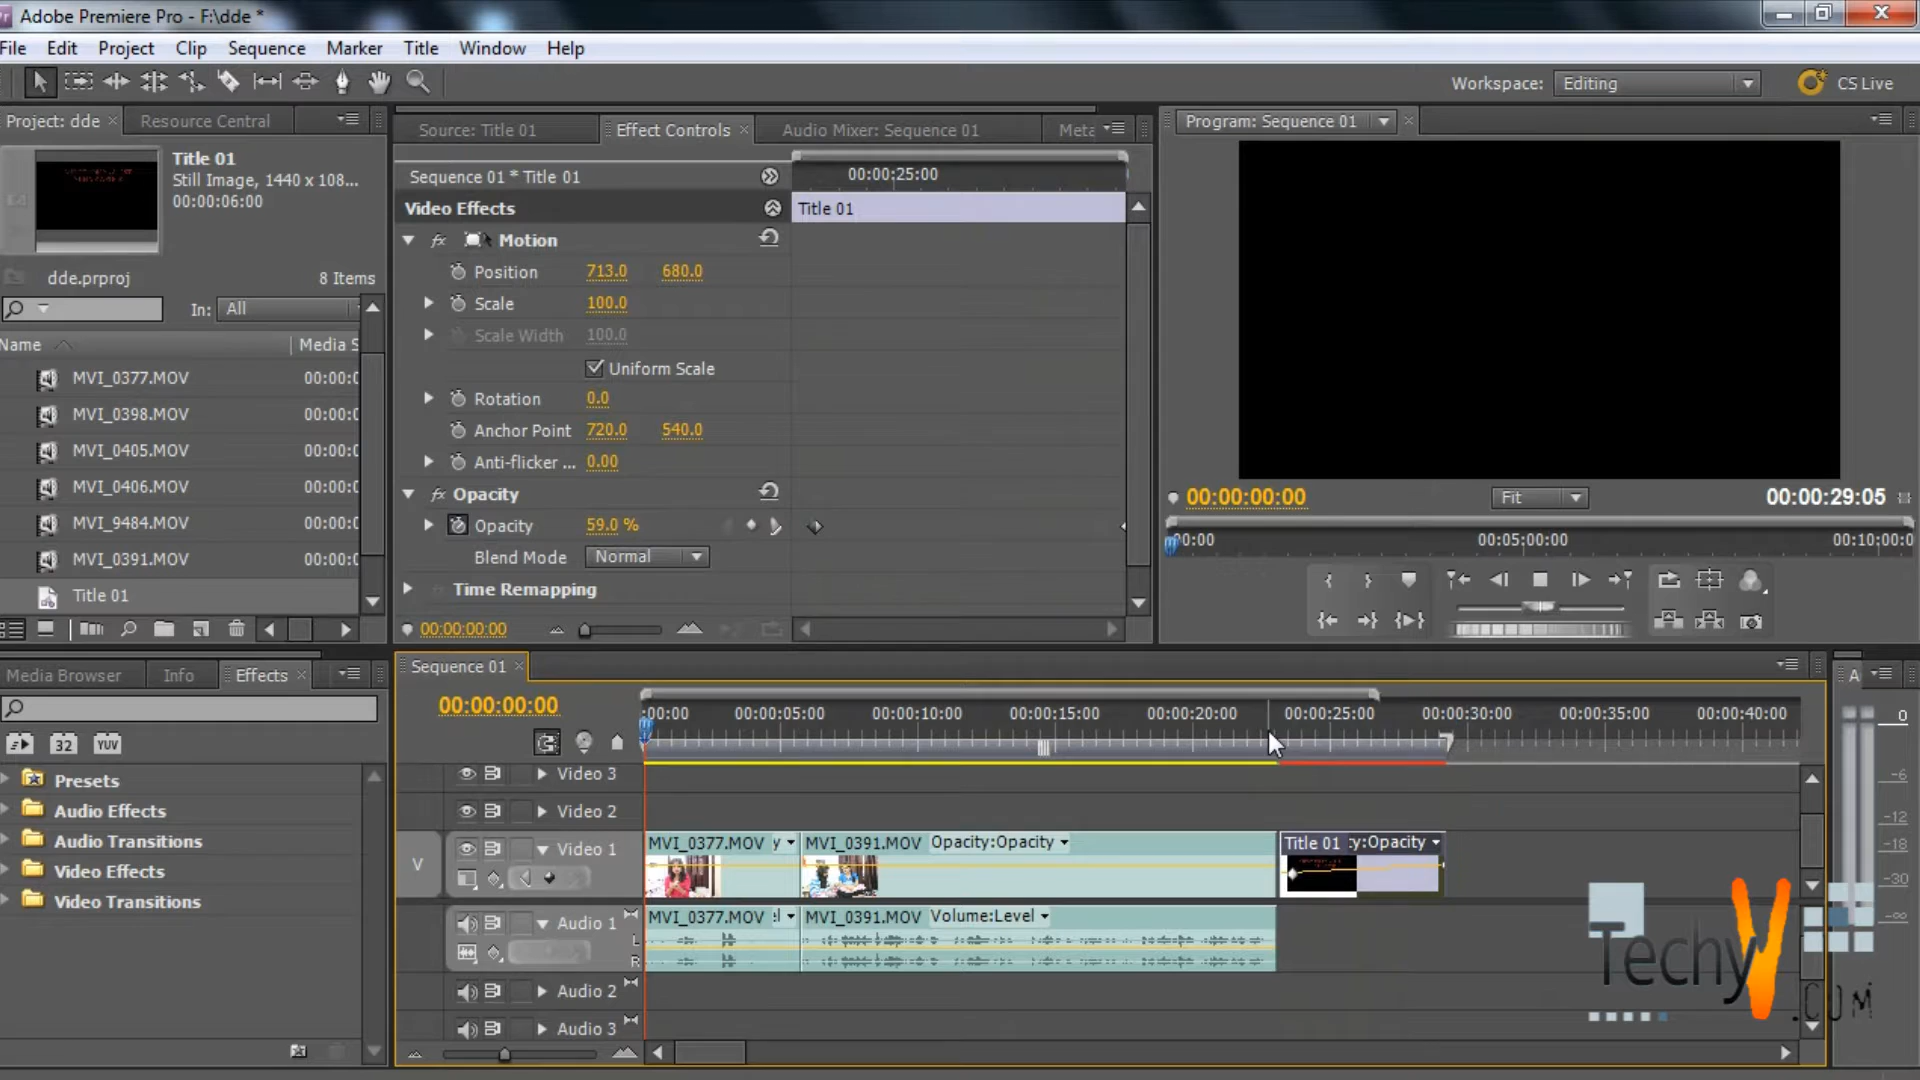 Adobe Premiere Pro - F:\dde *
File Edit Project Clip Sequence Marker Title Window Help
Workspace: Editing CS Live
Project: dde Resource Central
Title 01
Still Image, 1440 x 108...
00:00:06:00
dde.prproj 8 Items
In: All
Name Media S
MVI_0377.MOV 00:00:0
MVI_0398.MOV 00:00:0
MVI_0405.MOV 00:00:0
MVI_0406.MOV 00:00:0
MVI_9484.MOV 00:00:0
MVI_0391.MOV 00:00:0
Title 01
Source: Title 01 Effect Controls Audio Mixer: Sequence 01 Meta
Sequence 01 * Title 01 00:00:25:00
Video Effects Title 01
fx Motion
Position 713.0 680.0
Scale 100.0
Scale Width 100.0
Uniform Scale
Rotation 0.0
Anchor Point 720.0 540.0
Anti-flicker ... 0.00
fx Opacity
Opacity 59.0 %
Blend Mode Normal
Time Remapping
00:00:00:00
Program: Sequence 01
00:00:00:00 Fit 00:00:29:05
00:00 00:05:00:00 00:10:00:0
Media Browser Info Effects
32 YUV
Presets
Audio Effects
Audio Transitions
Video Effects
Video Transitions
Sequence 01
00:00:00:00
:00:00 00:00:05:00 00:00:10:00 00:00:15:00 00:00:20:00 00:00:25:00 00:00:30:00 00:00:35:00 00:00:40:00
Video 3
Video 2
V Video 1
MVI_0377.MOV y MVI_0391.MOV Opacity:Opacity Title 01 ty:Opacity
Audio 1 L R
MVI_0377.MOV el MVI_0391.MOV Volume:Level
Audio 2
Audio 3
A
0
-6
-12
-18
-30
-∞
TechyV
.COM